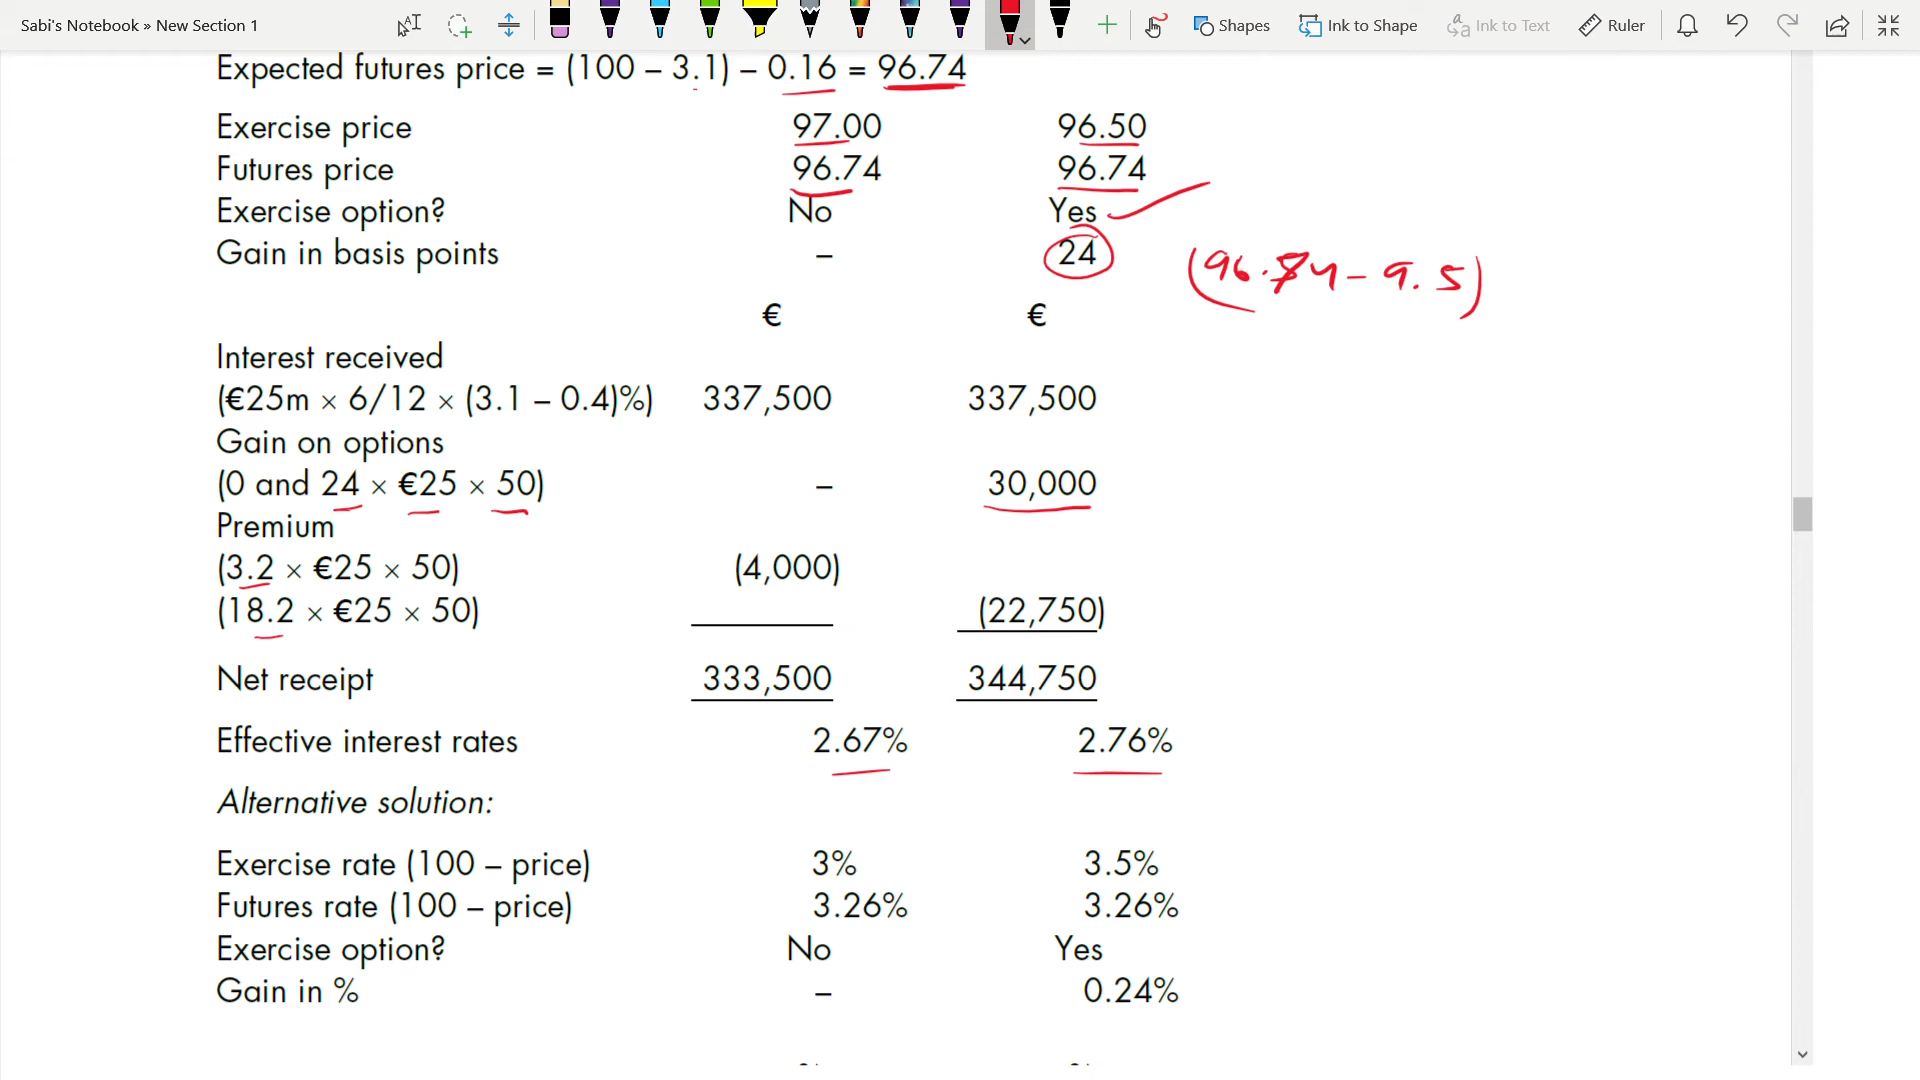 Sabi's Notebook » New Section 1
Shapes
Ink to Shape
Ink to Text
Ruler
Expected futures price = (100 – 3.1) – 0.16 = 96.74
Exercise price 97.00 96.50
Futures price 96.74 96.74
Exercise option? No Yes
Gain in basis points – 24
(96.74 – 9.5)
€ €
Interest received
(€25m × 6/12 × (3.1 – 0.4)%) 337,500 337,500
Gain on options
(0 and 24 × €25 × 50) – 30,000
Premium
(3.2 × €25 × 50) (4,000)
(18.2 × €25 × 50) (22,750)
Net receipt 333,500 344,750
Effective interest rates 2.67% 2.76%
Alternative solution:
Exercise rate (100 – price) 3% 3.5%
Futures rate (100 – price) 3.26% 3.26%
Exercise option? No Yes
Gain in % – 0.24%